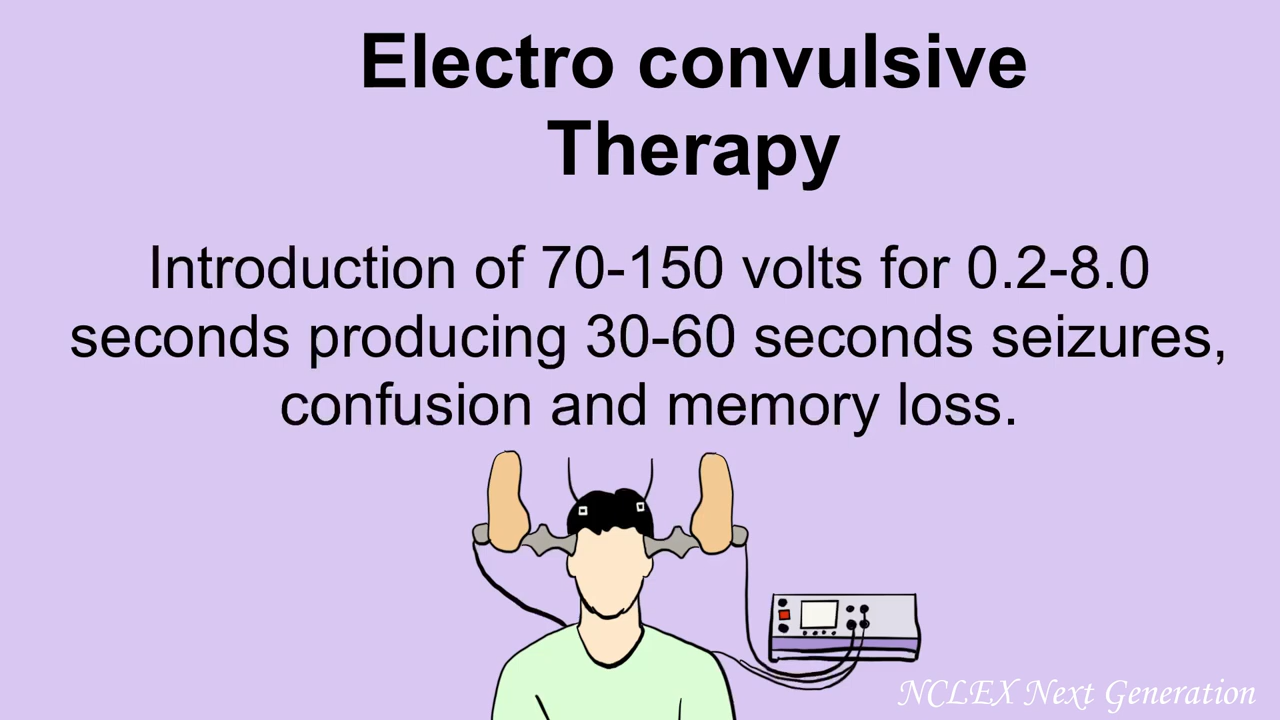 Electro convulsive
Therapy
Introduction of 70-150 volts for 0.2-8.0
seconds producing 30-60 seconds seizures,
confusion and memory loss.
NCLEX Next Generation